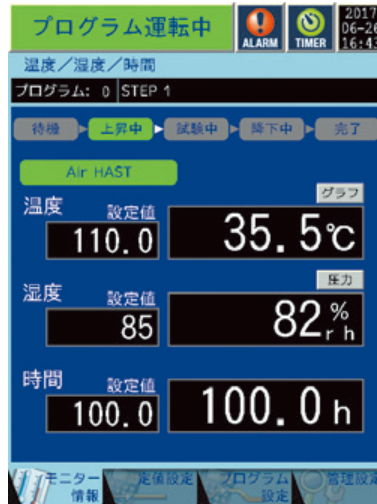 プログラム運転中
ALARM
TIMER
2017
06-26
16:43
温度／湿度／時間
プログラム: 0 STEP 1
待機 上昇中 試験中 降下中 完了
Air HAST
グラフ
温度 設定値
110.0 35.5℃
圧力
湿度 設定値
85 82 %rh
時間 設定値
100.0 100.0 h
モニター情報
定値設定
プログラム設定
管理設定